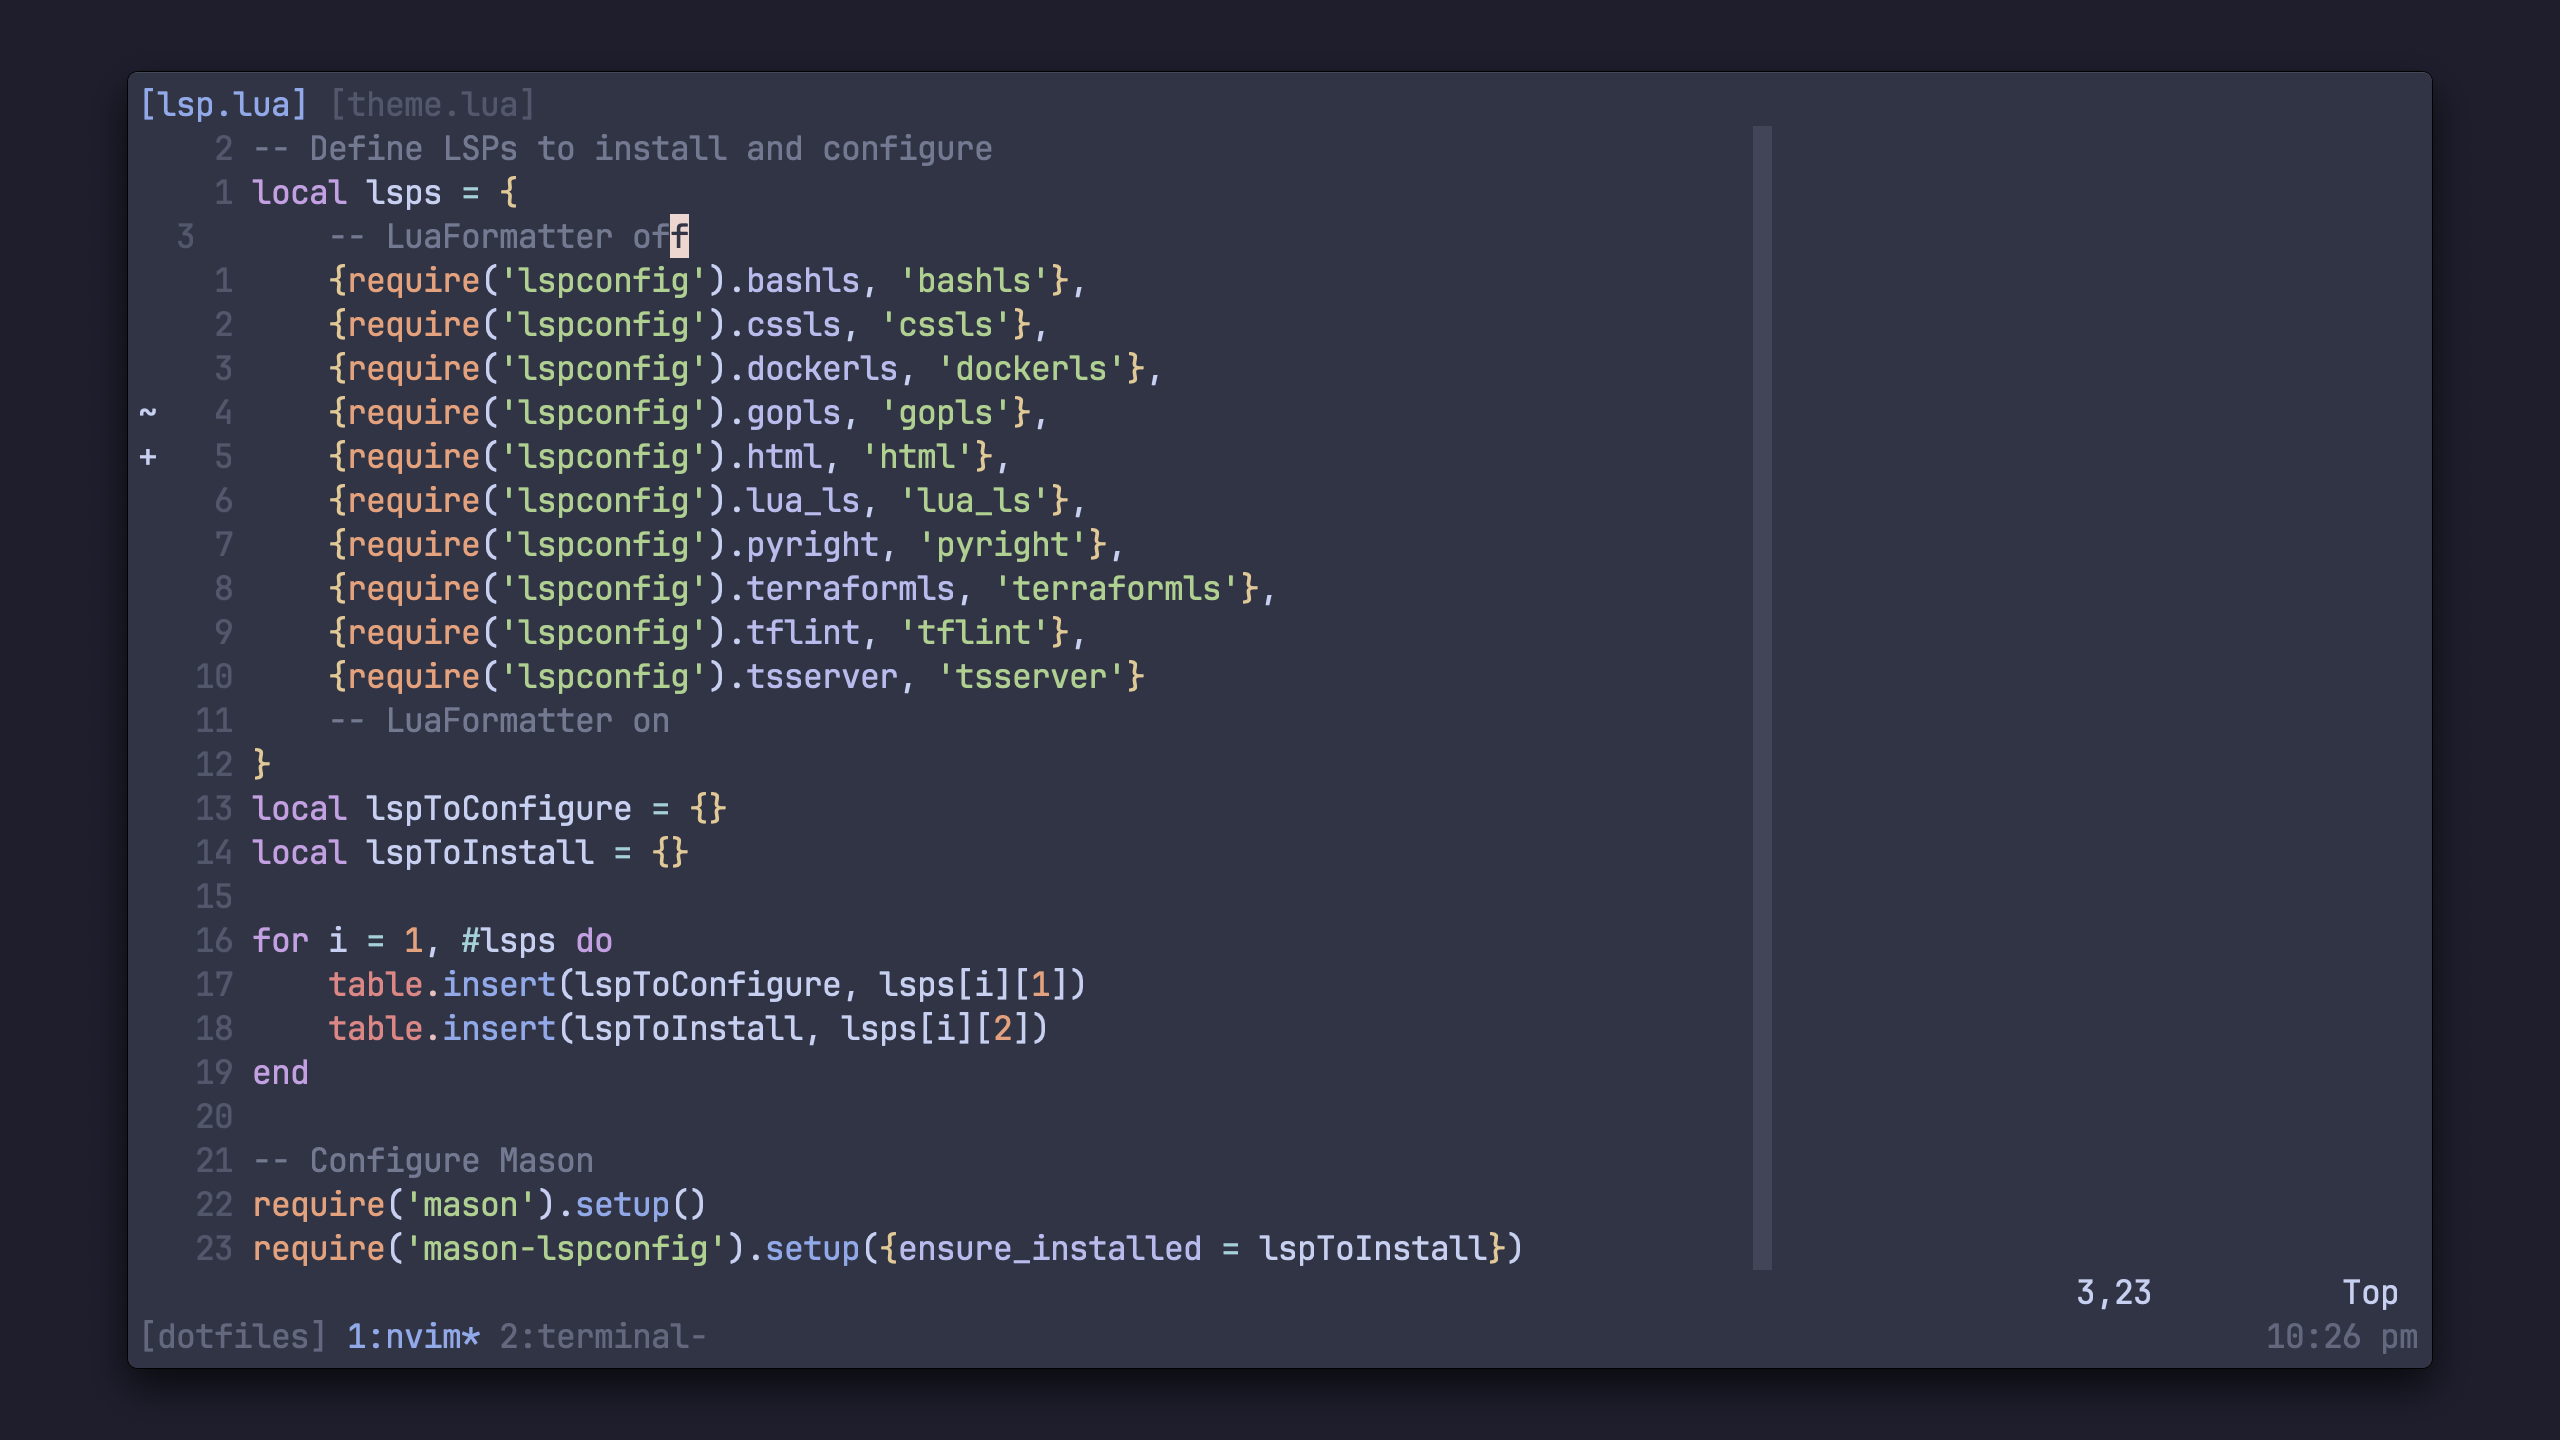 [lsp.lua] [theme.lua]
2 -- Define LSPs to install and configure
1 local lsps = {
3 -- LuaFormatter off
1 {require('lspconfig').bashls, 'bashls'},
2 {require('lspconfig').cssls, 'cssls'},
3 {require('lspconfig').dockerls, 'dockerls'},
~ 4 {require('lspconfig').gopls, 'gopls'},
+ 5 {require('lspconfig').html, 'html'},
6 {require('lspconfig').lua_ls, 'lua_ls'},
7 {require('lspconfig').pyright, 'pyright'},
8 {require('lspconfig').terraformls, 'terraformls'},
9 {require('lspconfig').tflint, 'tflint'},
10 {require('lspconfig').tsserver, 'tsserver'}
11 -- LuaFormatter on
12 }
13 local lspToConfigure = {}
14 local lspToInstall = {}
15
16 for i = 1, #lsps do
17 table.insert(lspToConfigure, lsps[i][1])
18 table.insert(lspToInstall, lsps[i][2])
19 end
20
21 -- Configure Mason
22 require('mason').setup()
23 require('mason-lspconfig').setup({ensure_installed = lspToInstall})
3,23 Top
[dotfiles] 1:nvim* 2:terminal- 10:26 pm